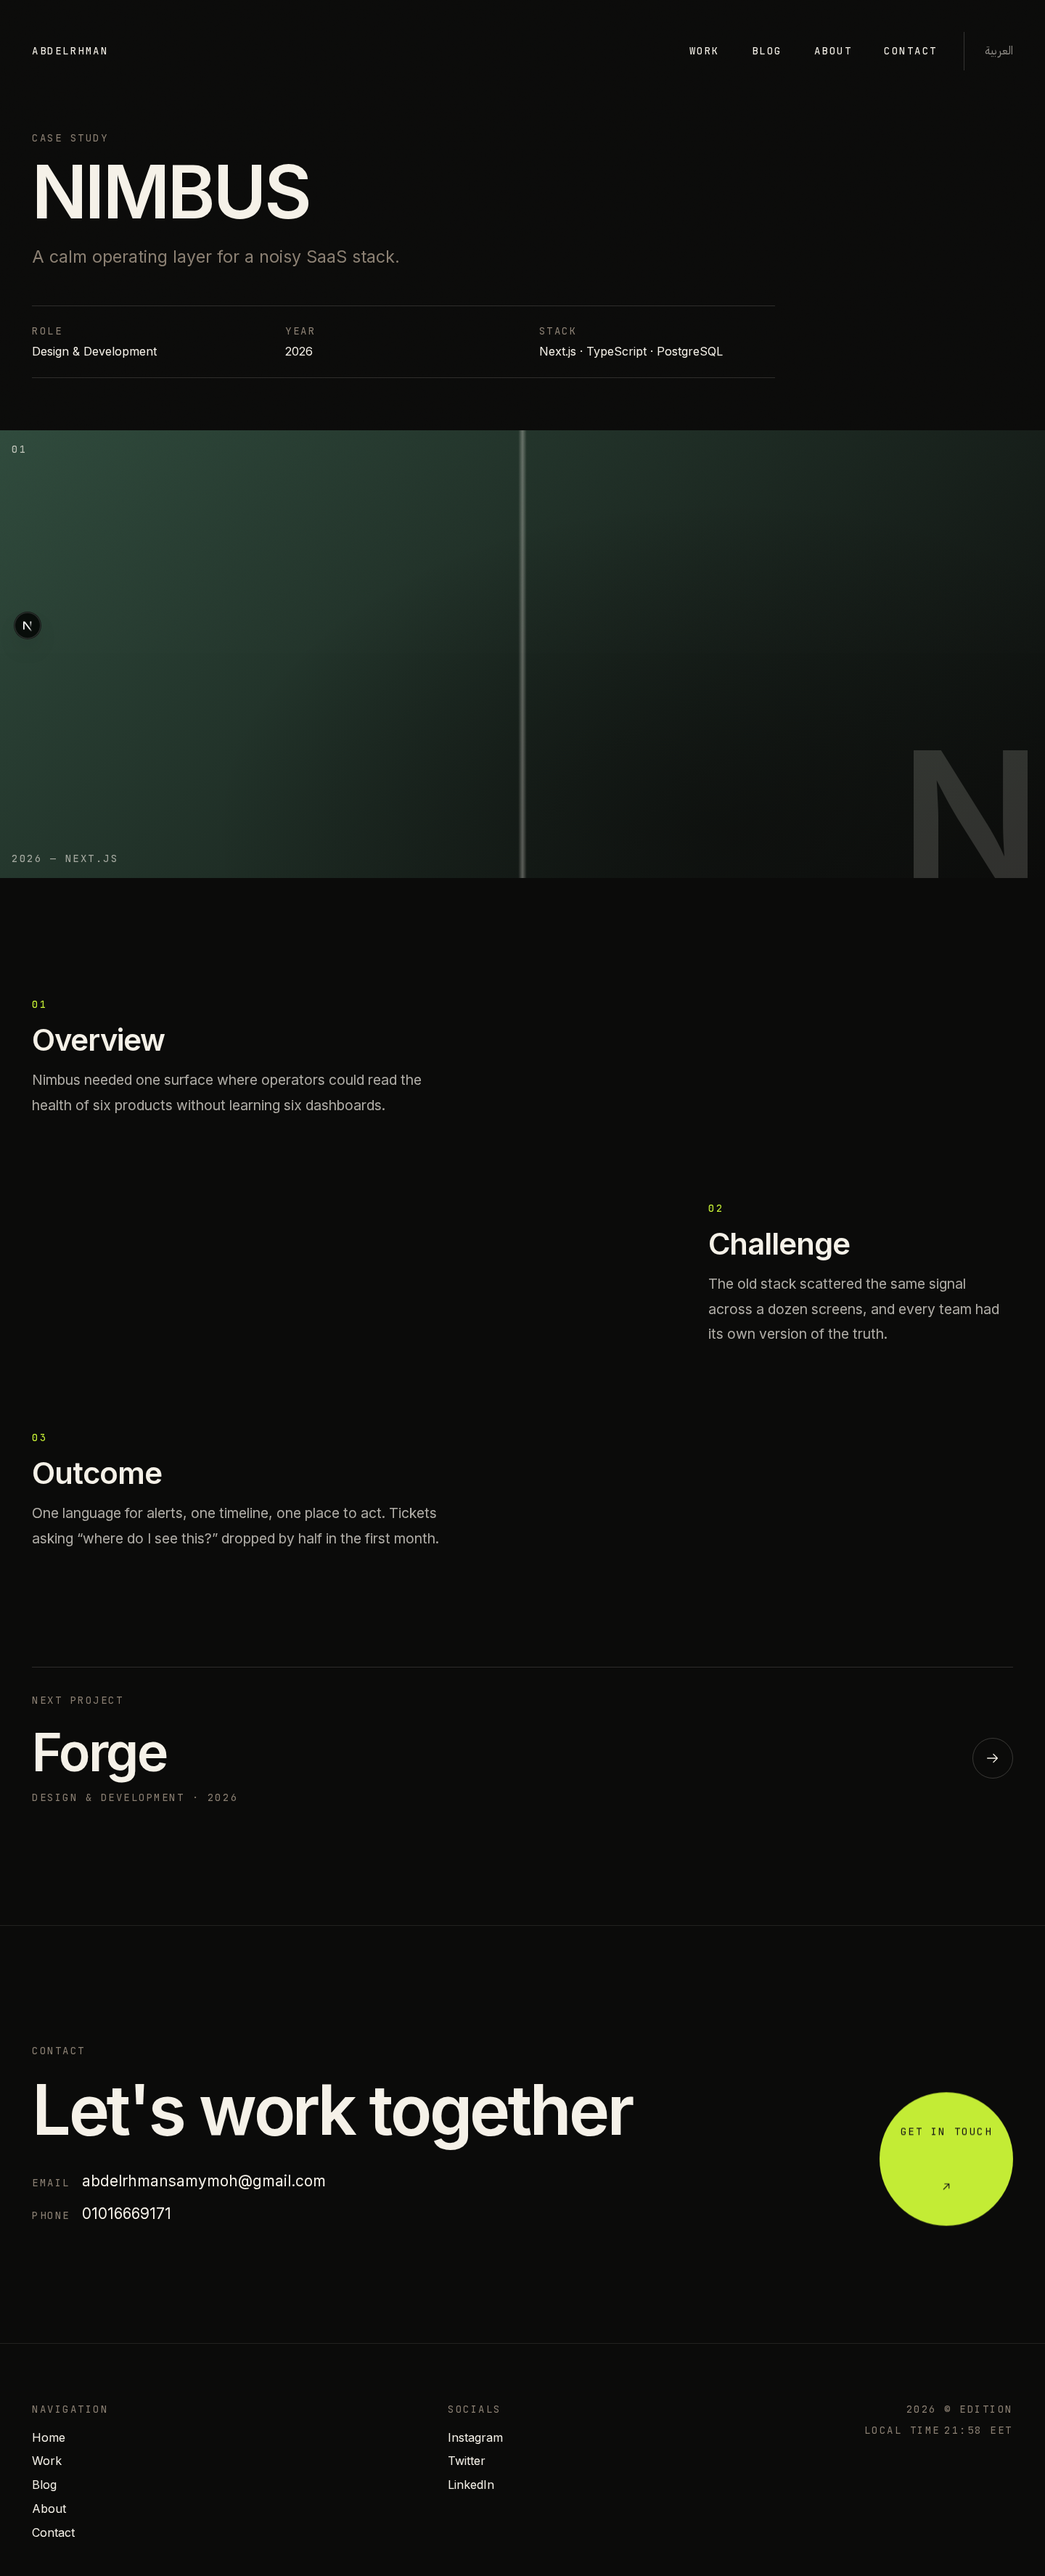 ABDELRHMAN
WORK BLOG ABOUT CONTACT العربية
CASE STUDY
NIMBUS
A calm operating layer for a noisy SaaS stack.
ROLE YEAR STACK
Design & Development 2026 Next.js · TypeScript · PostgreSQL
01
N
N
2026 — NEXT.JS
01
Overview
Nimbus needed one surface where operators could read the
health of six products without learning six dashboards.
02
Challenge
The old stack scattered the same signal
across a dozen screens, and every team had
its own version of the truth.
03
Outcome
One language for alerts, one timeline, one place to act. Tickets
asking “where do I see this?” dropped by half in the first month.
NEXT PROJECT
Forge
DESIGN & DEVELOPMENT · 2026
CONTACT
Let's work together
EMAIL abdelrhmansamymoh@gmail.com
PHONE 01016669171
GET IN TOUCH
NAVIGATION
Home
Work
Blog
About
Contact
SOCIALS
Instagram
Twitter
LinkedIn
2026 © EDITION
LOCAL TIME 21:58 EET